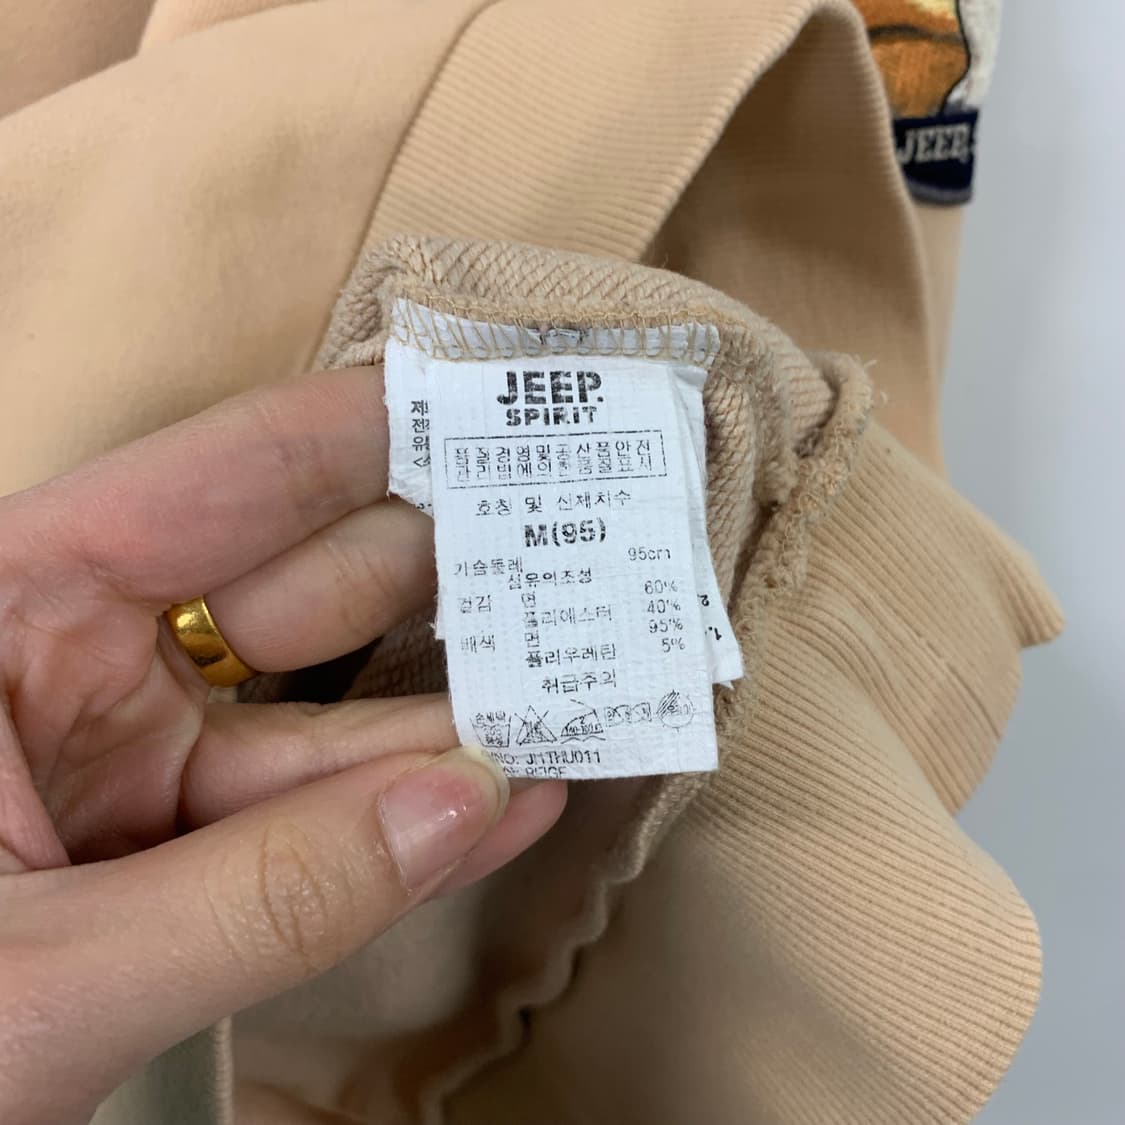 JEEP.
JEEP.
SPIRIT
품질경영및공산품안전
관리법에의한품질표시
호칭 및 신체치수
M(95)
가슴둘레 95cm
섬유의조성
겉감 면 60%
폴리에스터 40%
배색 면 95%
폴리우레탄 5%
취급주의
NO: JH1THU011
BEIGE